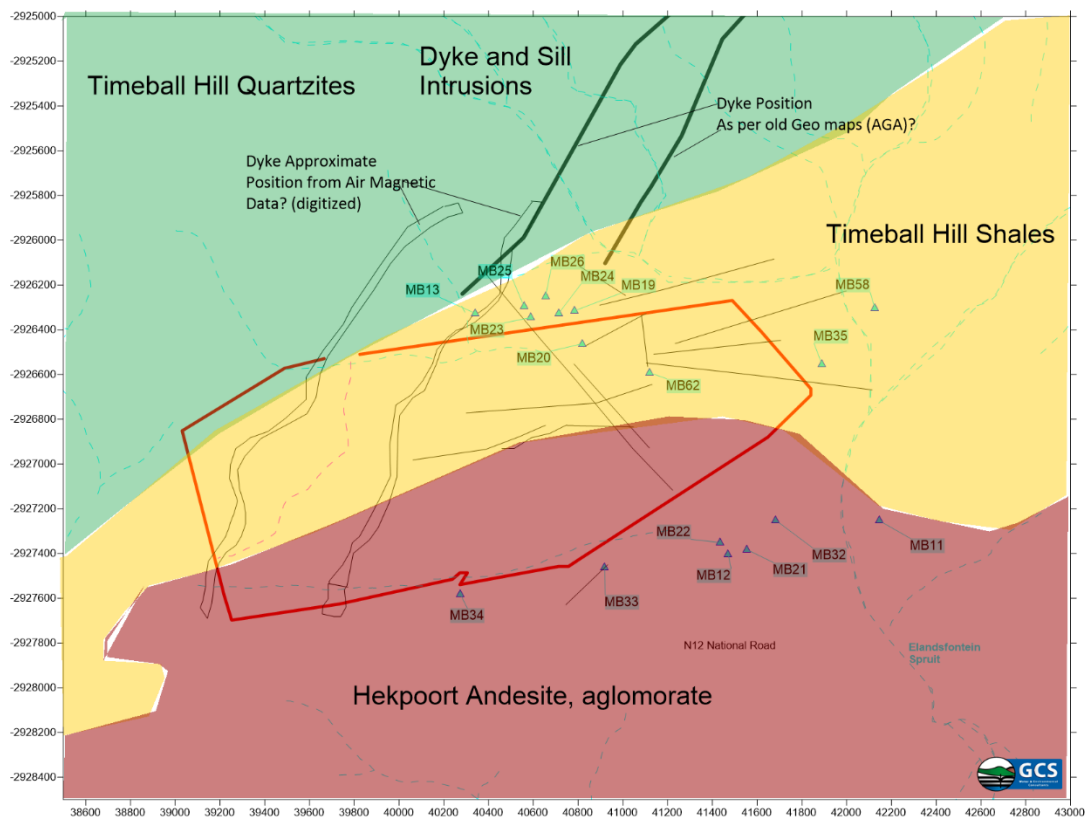 -2925000
-2925200
-2925400
-2925600
-2925800
-2926000
-2926200
-2926400
-2926600
-2926800
-2927000
-2927200
-2927400
-2927600
-2927800
-2928000
-2928200
-2928400
Timeball Hill Quartzites
Dyke and Sill
Intrusions
Dyke Position
As per old Geo maps (AGA)?
Dyke Approximate
Position from Air Magnetic
Data? (digitized)
Timeball Hill Shales
MB26
MB25
MB24
MB13
MB19
MB58
MB23
MB35
MB20
MB62
MB22
MB32
MB11
MB12
MB21
MB33
MB34
N12 National Road
Elandsfontein
Spruit
Hekpoort Andesite, aglomorate
GCS
38600 38800 39000 39200 39400 39600 39800 40000 40200 40400 40600 40800 41000 41200 41400 41600 41800 42000 42200 42400 42600 42800 43000